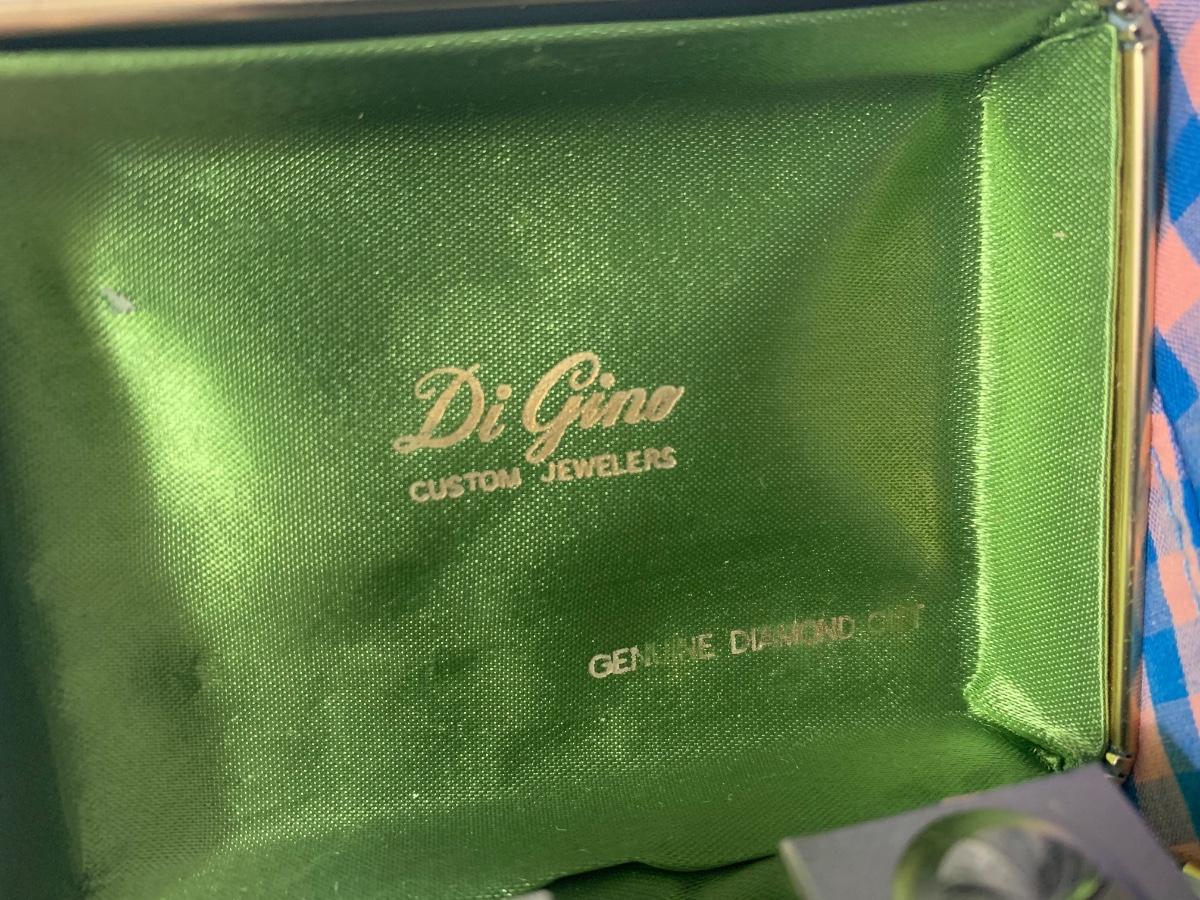 Di Gino
CUSTOM JEWELERS
GENUINE DIAMOND GIFT